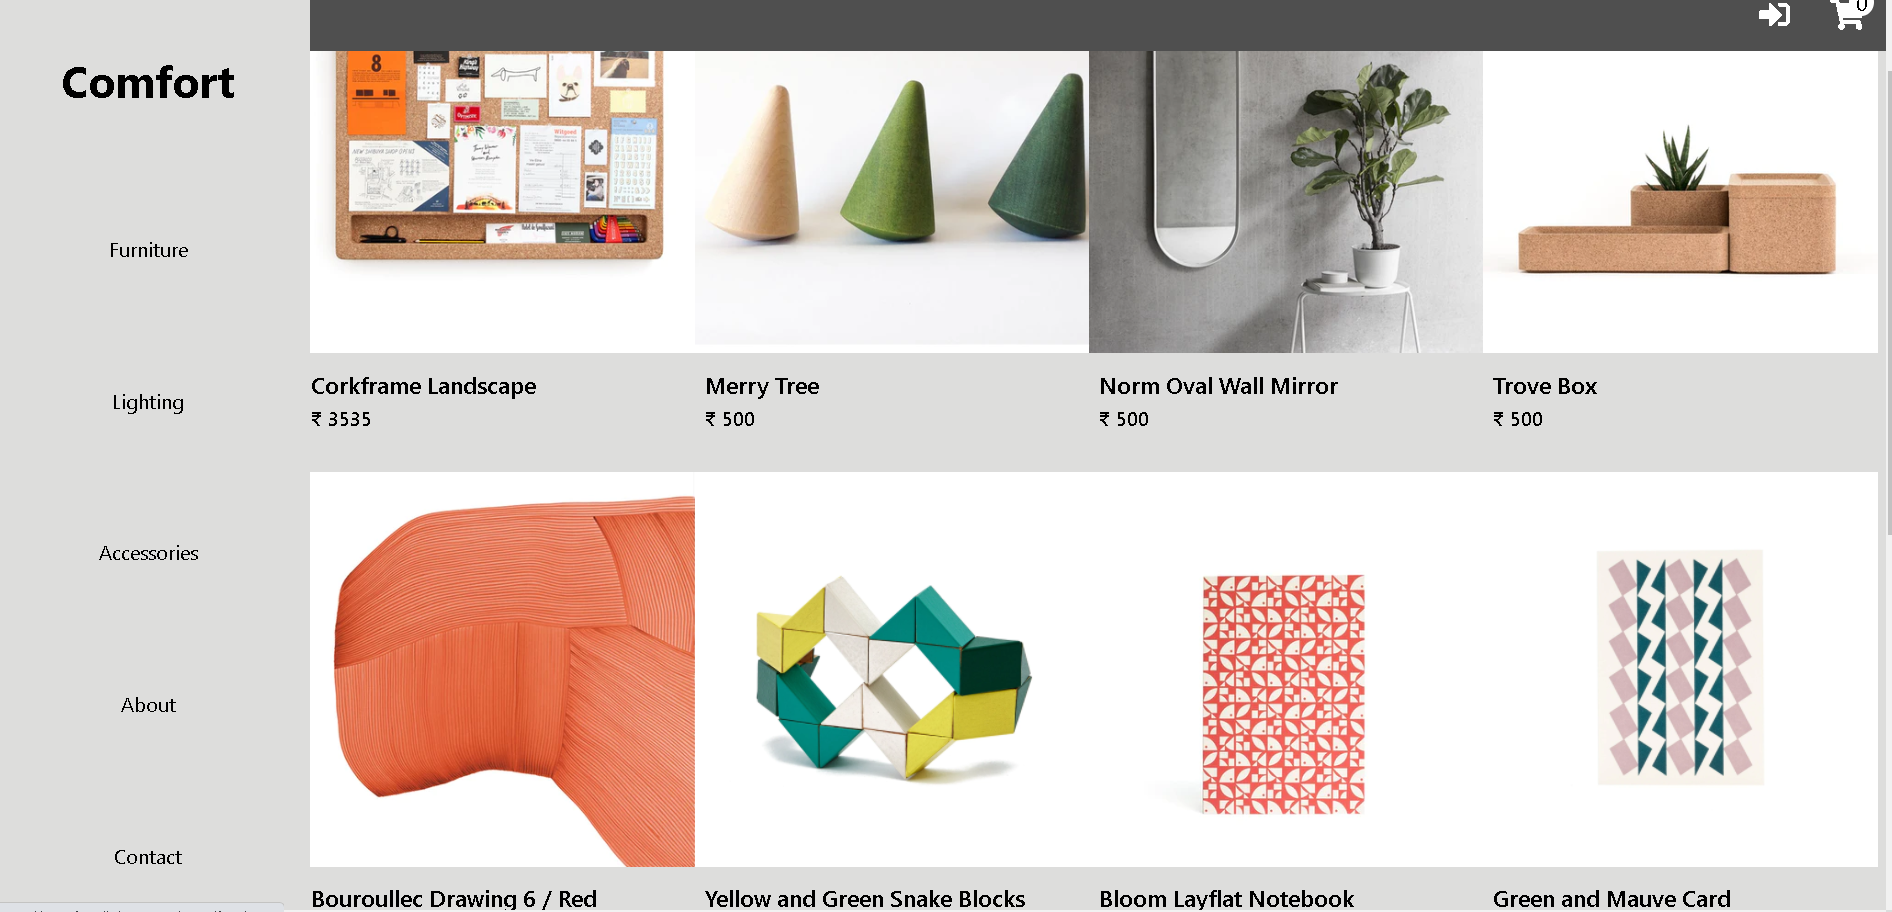 0
Comfort
Furniture
Lighting
Accessories
About
Contact
8
Corkframe Landscape
₹ 3535
Merry Tree
₹ 500
Norm Oval Wall Mirror
₹ 500
Trove Box
₹ 500
Bouroullec Drawing 6 / Red
Yellow and Green Snake Blocks
Bloom Layflat Notebook
Green and Mauve Card